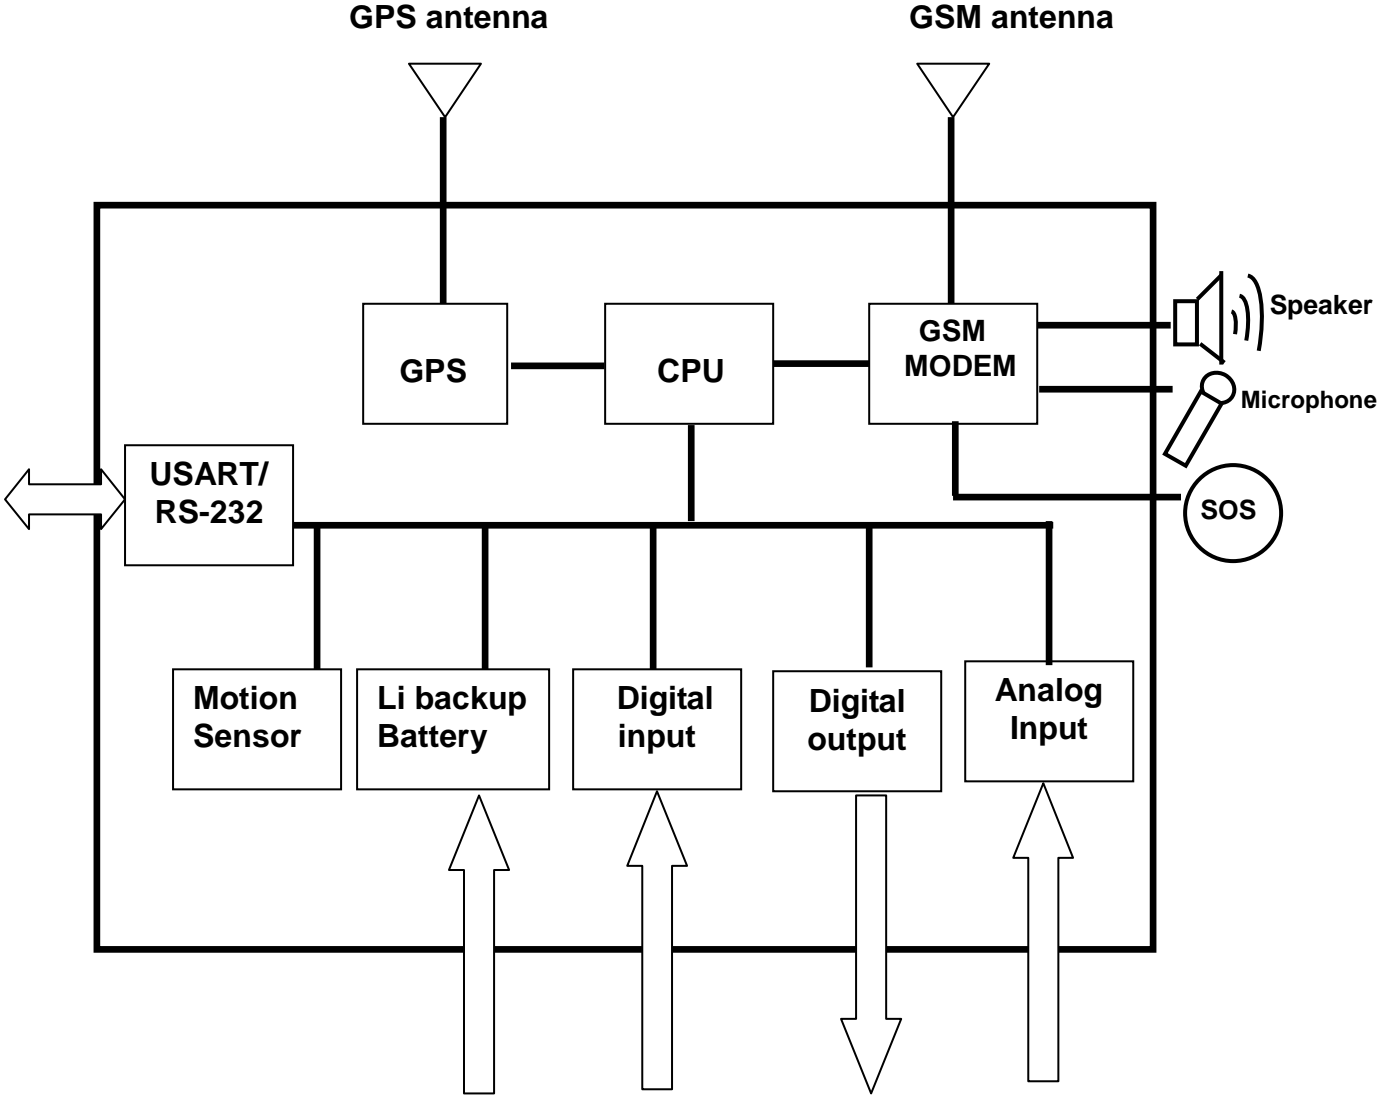 GPS antenna
GSM antenna
Speaker
GSM
MODEM
GPS
CPU
Microphone
USART/
RS-232
SOS
Motion
Sensor
Li backup
Battery
Digital
input
Digital
output
Analog
Input